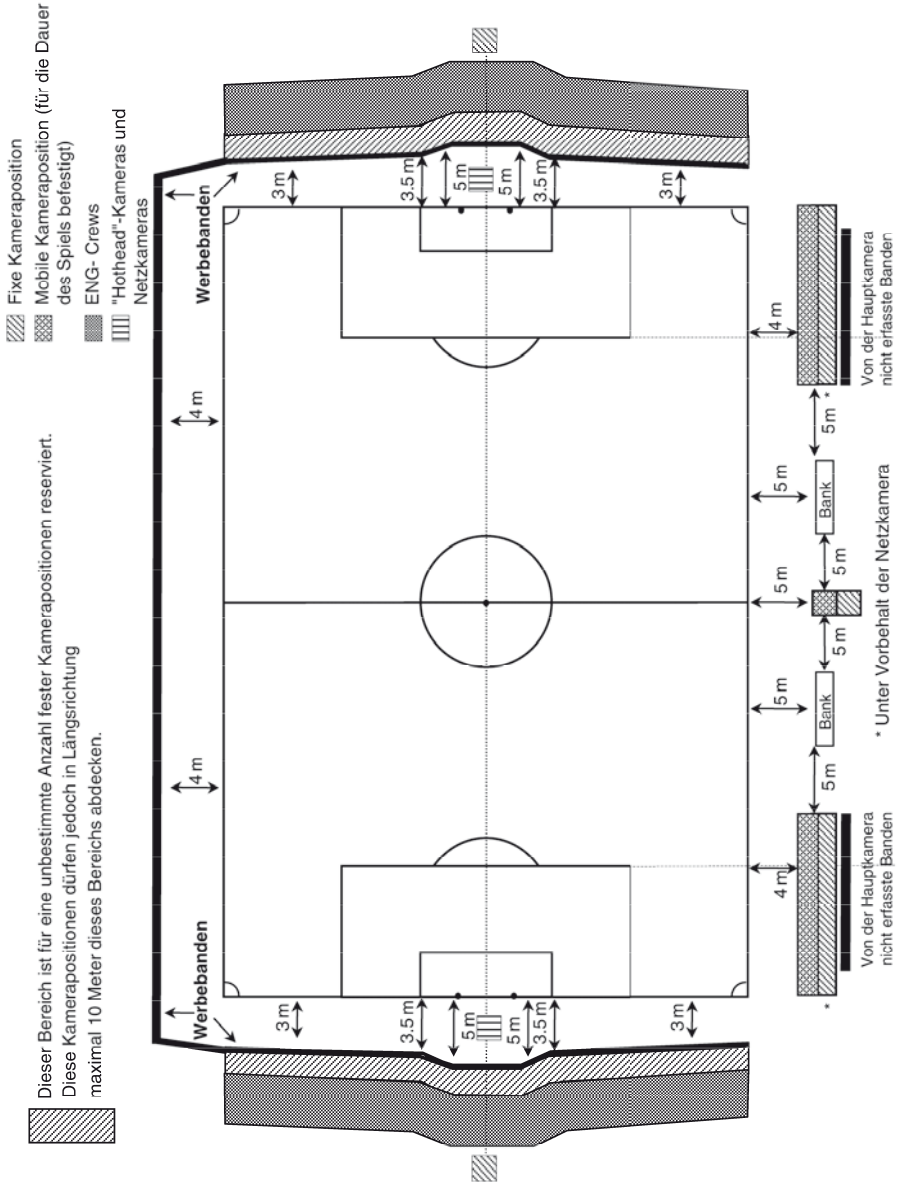 Dieser Bereich ist für eine unbestimmte Anzahl fester Kamerapositionen reserviert.
Diese Kamerapositionen dürfen jedoch in Längsrichtung
maximal 10 Meter dieses Bereichs abdecken.
Fixe Kameraposition
Mobile Kameraposition (für die Dauer
des Spiels befestigt)
ENG- Crews
"Hothead"-Kameras und
Netzkameras
Werbebanden
4 m
4 m
Werbebanden
3 m
3.5 m
5 m
5 m
3.5 m
3 m
3 m
3.5 m
5 m
5 m
3.5 m
3 m
4 m
5 m
5 m
5 m
4 m
5 m
Bank
5 m
5 m
Bank
5 m
*
*
Von der Hauptkamera
nicht erfasste Banden
* Unter Vorbehalt der Netzkamera
Von der Hauptkamera
nicht erfasste Banden